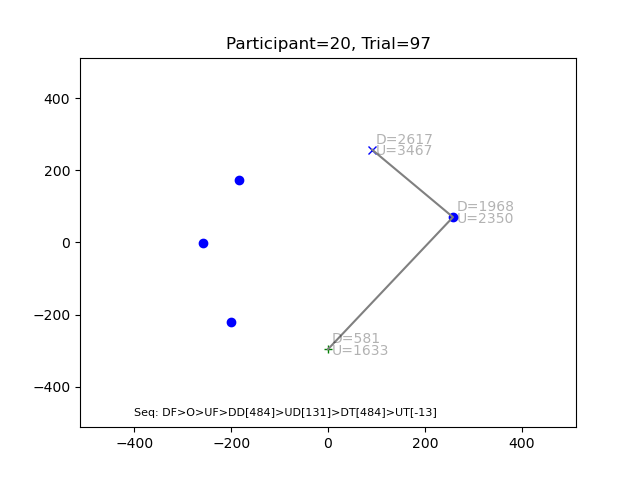 Participant=20, Trial=97
400
200
0
−200
−400
D=2617
U=3467
D=1968
U=2350
D=581
U=1633
Seq: DF>O>UF>DD[484]>UD[131]>DT[484]>UT[-13]
−400 −200 0 200 400